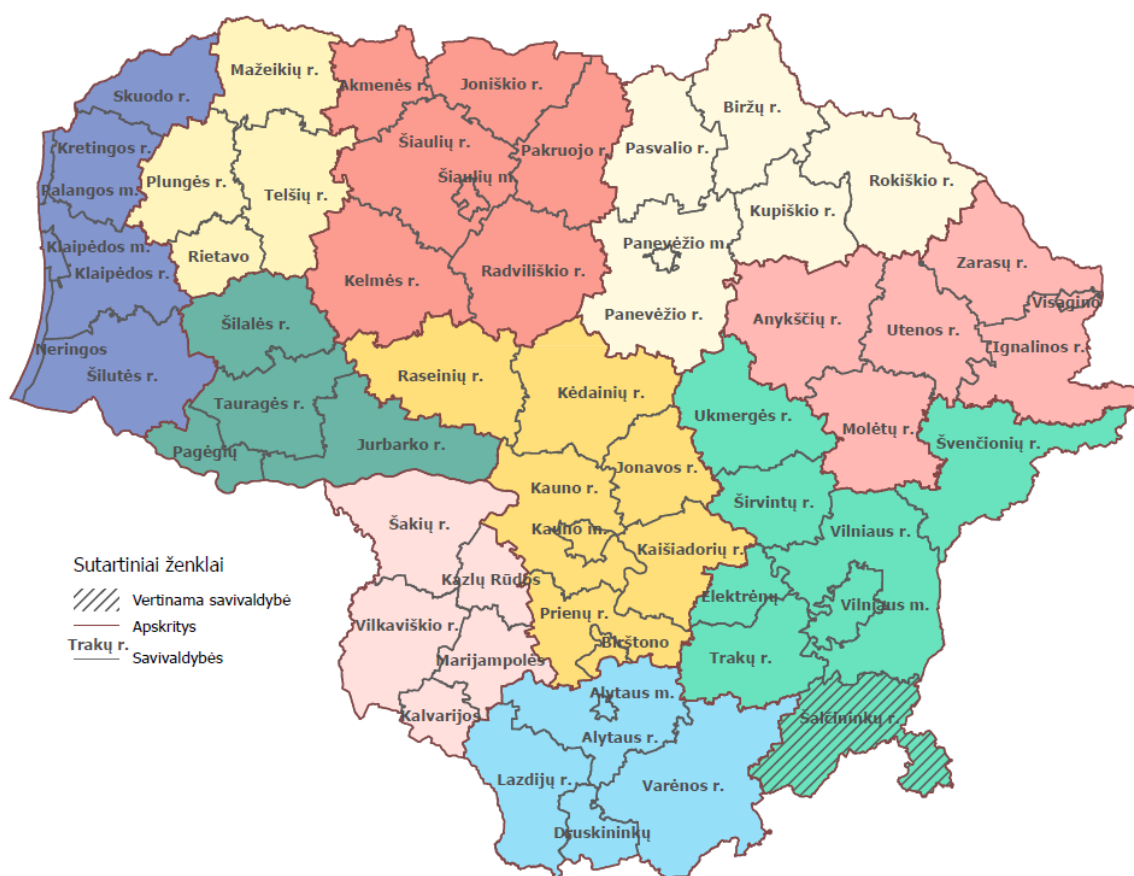 Mažeikių r.
Skuodo r.
Akmenės r.
Joniškio r.
Biržų r.
Kretingos r.
Šiaulių r.
Pakruojo r.
Pasvalio r.
Plungės r.
Palangos m.
Telšių r.
Šiaulių m.
Rokiškio r.
Kupiškio r.
Klaipėdos m.
Rietavo
Panevėžio m.
Klaipėdos r.
Kelmės r.
Radviliškio r.
Zarasų r.
Visagino
Šilalės r.
Panevėžio r.
Anykščių r.
Utenos r.
Neringos
Šilutės r.
Ignalinos r.
Raseinių r.
Kėdainių r.
Tauragės r.
Ukmergės r.
Molėtų r.
Švenčionių r.
Pagėgių
Jurbarko r.
Jonavos r.
Kauno r.
Širvintų r.
Šakių r.
Kauno m.
Kaišiadorių r.
Vilniaus r.
Kazlų Rūdos
Elektrėnų
Vilniaus m.
Prienų r.
Vilkaviškio r.
Birštono
Marijampolės
Trakų r.
Alytaus m.
Kalvarijos
Alytaus r.
Šalčininkų r.
Lazdijų r.
Varėnos r.
Druskininkų
Sutartiniai ženklai
Vertinama savivaldybė
Apskritys
Trakų r.
Savivaldybės